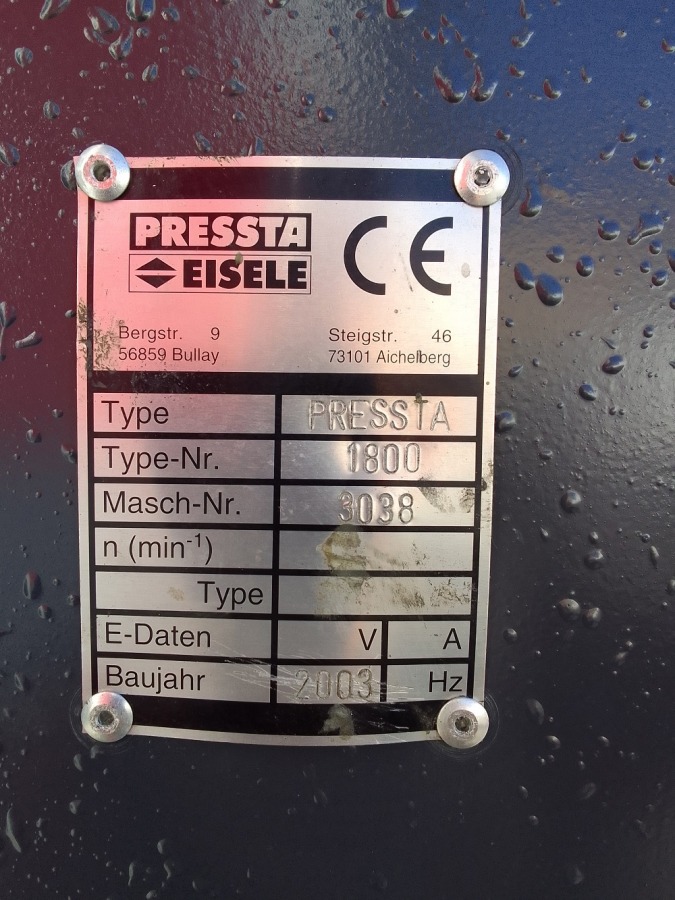 PRESSTA
EISELE
CE
Bergstr. 9
56859 Bullay
Steigstr. 46
73101 Aichelberg
Type PRESSTA
Type-Nr. 1800
Masch-Nr. 3038
n (min-1)
Type
E-Daten V A
Baujahr 2003 Hz